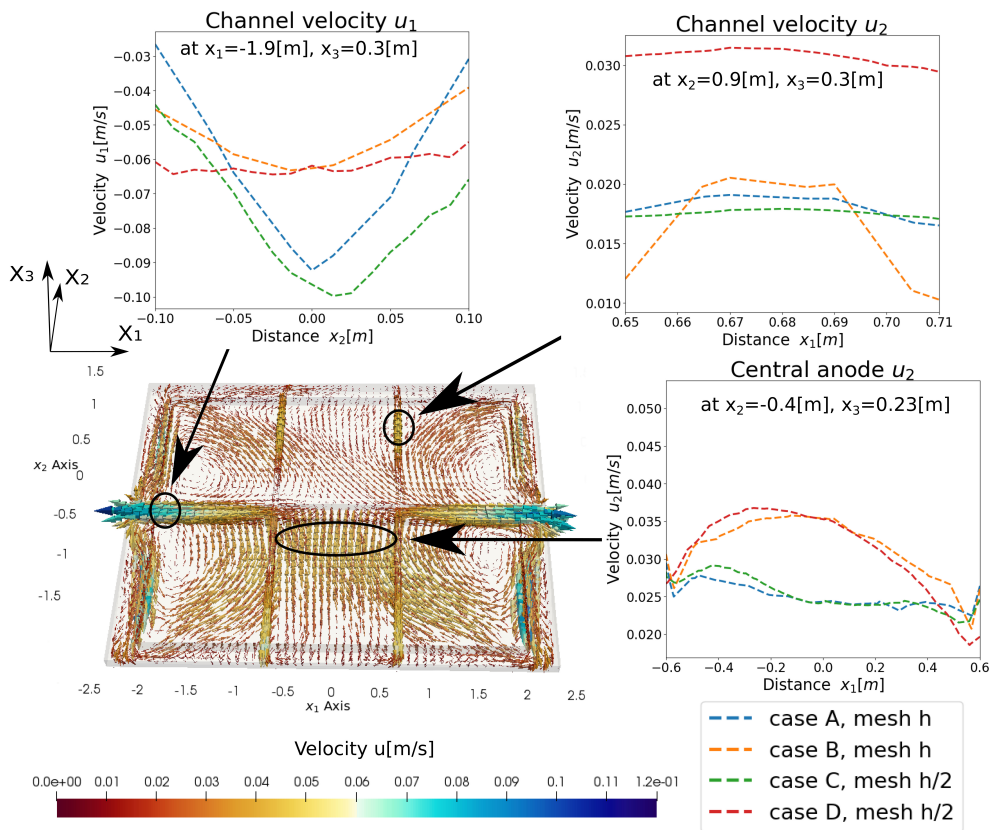 Channel velocity u1
at x1=-1.9[m], x3=0.3[m]
Velocity u1[m/s]
−0.03
−0.04
−0.05
−0.06
−0.07
−0.08
−0.09
−0.10
−0.10
−0.05
0.00
0.05
0.10
Distance x2[m]
Channel velocity u2
at x2=0.9[m], x3=0.3[m]
Velocity u2[m/s]
0.030
0.025
0.020
0.015
0.010
0.65
0.66
0.67
0.68
0.69
0.70
0.71
Distance x1[m]
X3
X2
X1
1.5
1
0.5
x2 Axis
0
-0.5
-1
-1.5
-2.5
-2
-1.5
-1
-0.5
0
0.5
1
1.5
2
2.5
x1 Axis
Central anode u2
at x2=-0.4[m], x3=0.23[m]
Velocity u2[m/s]
0.050
0.045
0.040
0.035
0.030
0.025
0.020
−0.6
−0.4
−0.2
0.0
0.2
0.4
0.6
Distance x1[m]
Velocity u[m/s]
0.0e+00
0.01
0.02
0.03
0.04
0.05
0.06
0.07
0.08
0.09
0.1
0.11
1.2e-01
case A, mesh h
case B, mesh h
case C, mesh h/2
case D, mesh h/2